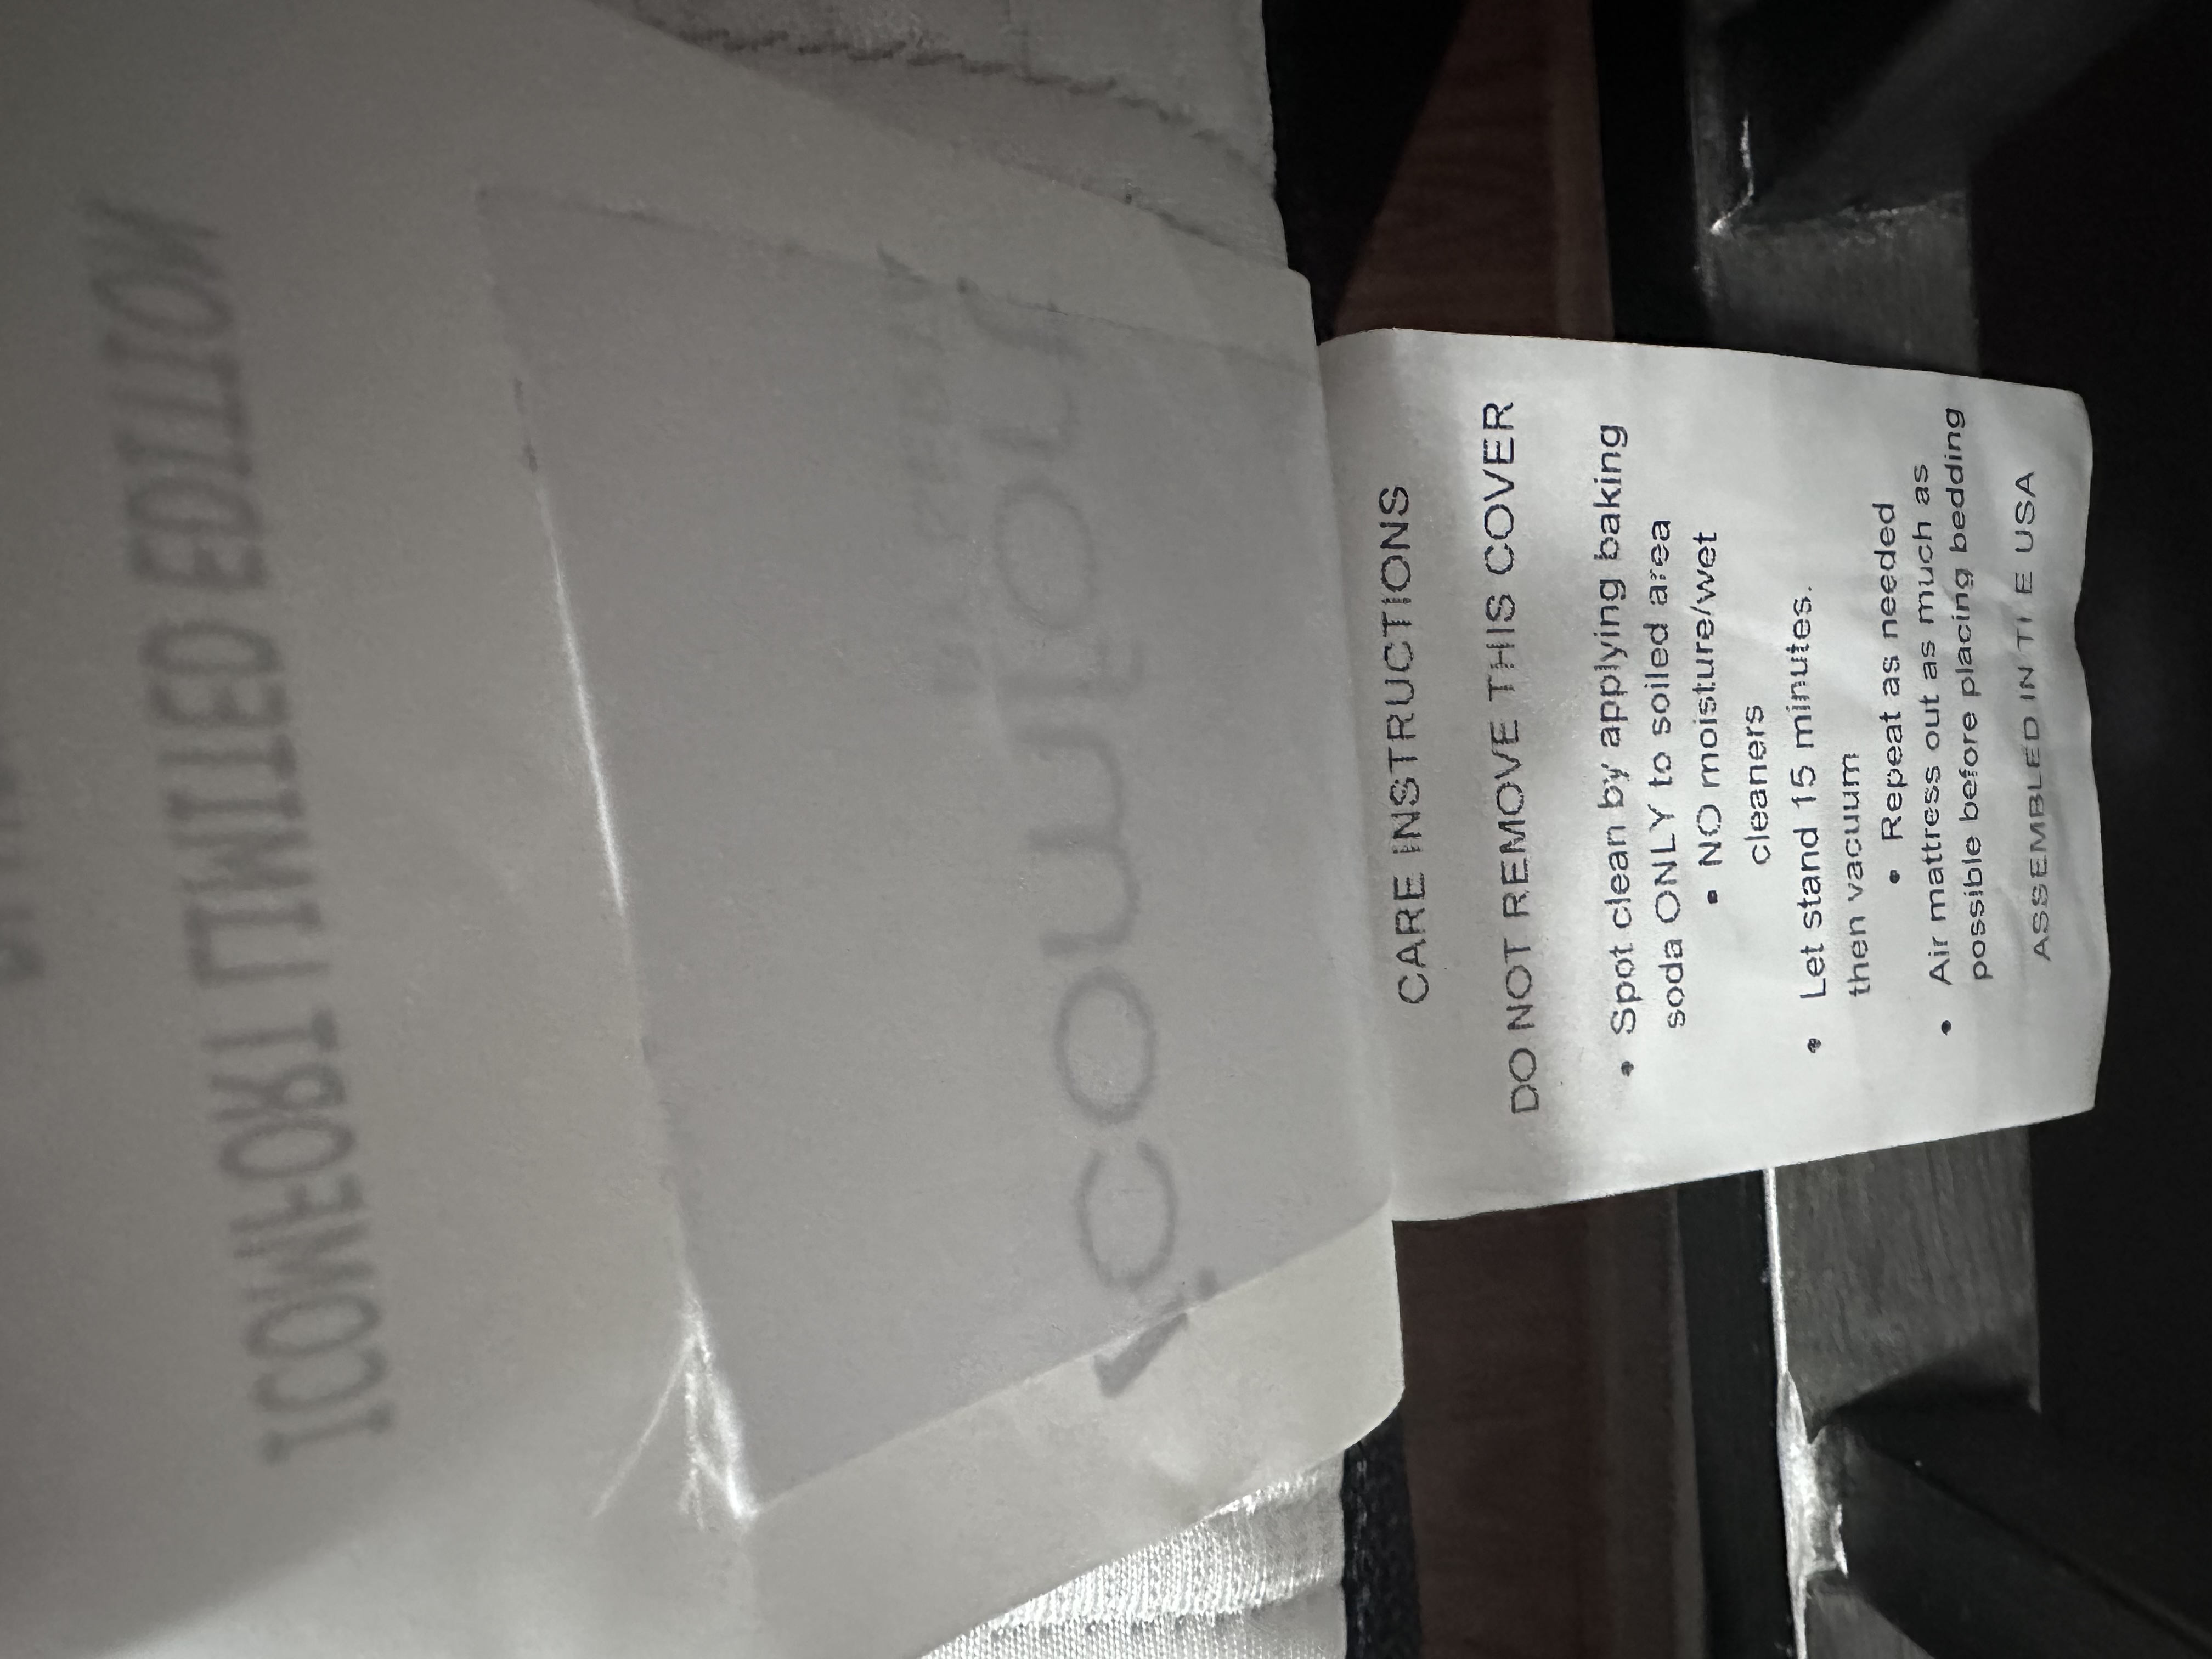 ICOMFORT LIMITED EDITION
icomfort
CARE INSTRUCTIONS
DO NOT REMOVE THIS COVER
• Spot clean by applying baking
soda ONLY to soiled area
• NO moisture/wet
cleaners
• Let stand 15 minutes.
then vacuum
• Repeat as needed
• Air mattress out as much as
possible before placing bedding
ASSEMBLED IN THE USA